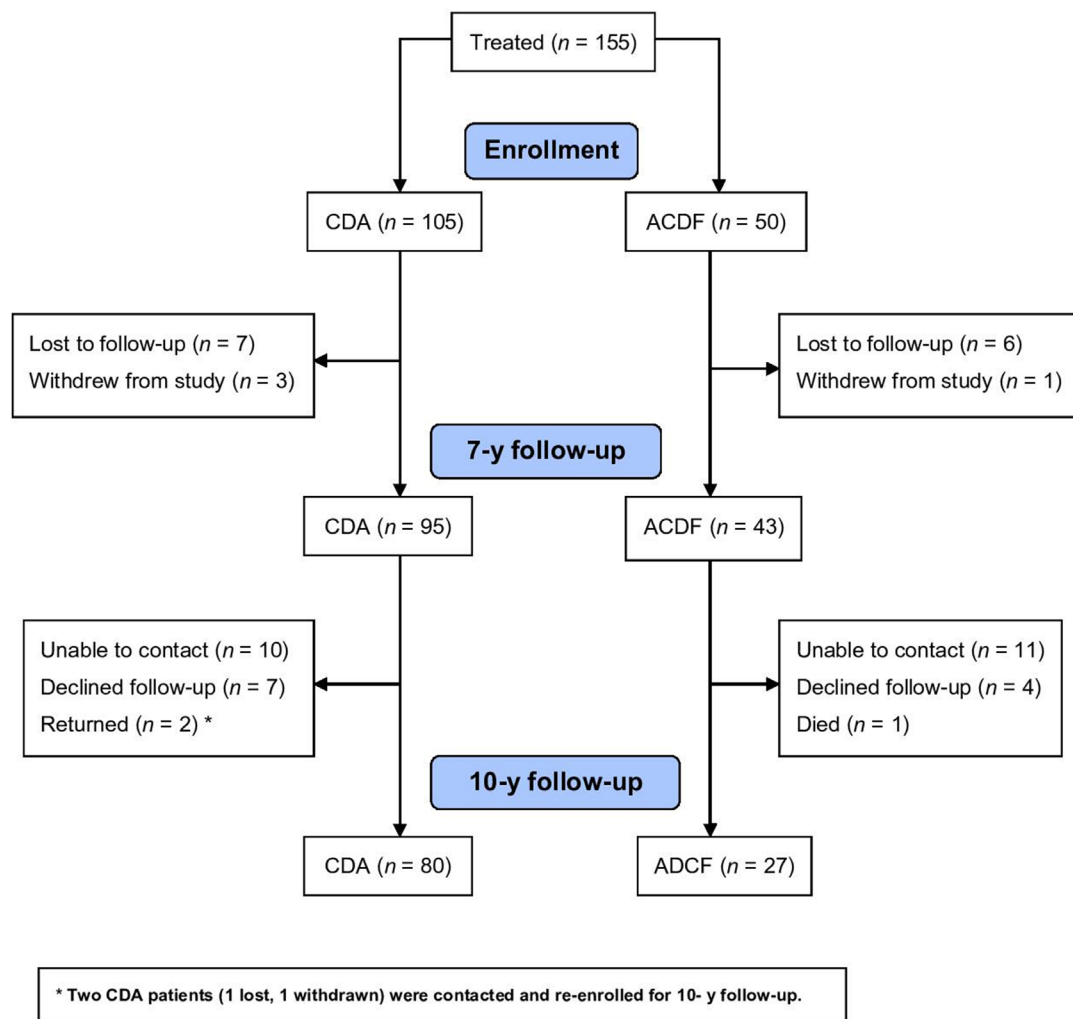 Treated (n = 155)
Enrollment
CDA (n = 105)
ACDF (n = 50)
Lost to follow-up (n = 7)
Withdrew from study (n = 3)
Lost to follow-up (n = 6)
Withdrew from study (n = 1)
7-y follow-up
CDA (n = 95)
ACDF (n = 43)
Unable to contact (n = 10)
Declined follow-up (n = 7)
Returned (n = 2) *
Unable to contact (n = 11)
Declined follow-up (n = 4)
Died (n = 1)
10-y follow-up
CDA (n = 80)
ADCF (n = 27)
* Two CDA patients (1 lost, 1 withdrawn) were contacted and re-enrolled for 10- y follow-up.